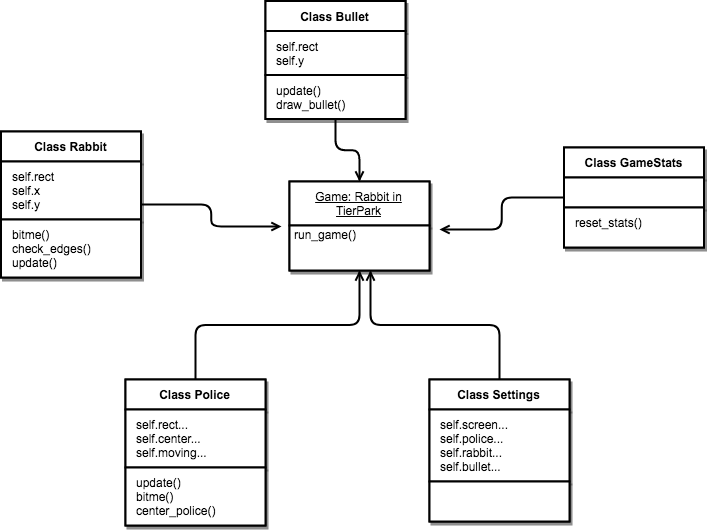 Class Bullet
self.rect
self.y
update()
draw_bullet()
Class Rabbit
self.rect
self.x
self.y
bitme()
check_edges()
update()
Game: Rabbit in
TierPark
run_game()
Class GameStats
reset_stats()
Class Police
self.rect...
self.center...
self.moving...
update()
bitme()
center_police()
Class Settings
self.screen...
self.police...
self.rabbit...
self.bullet...